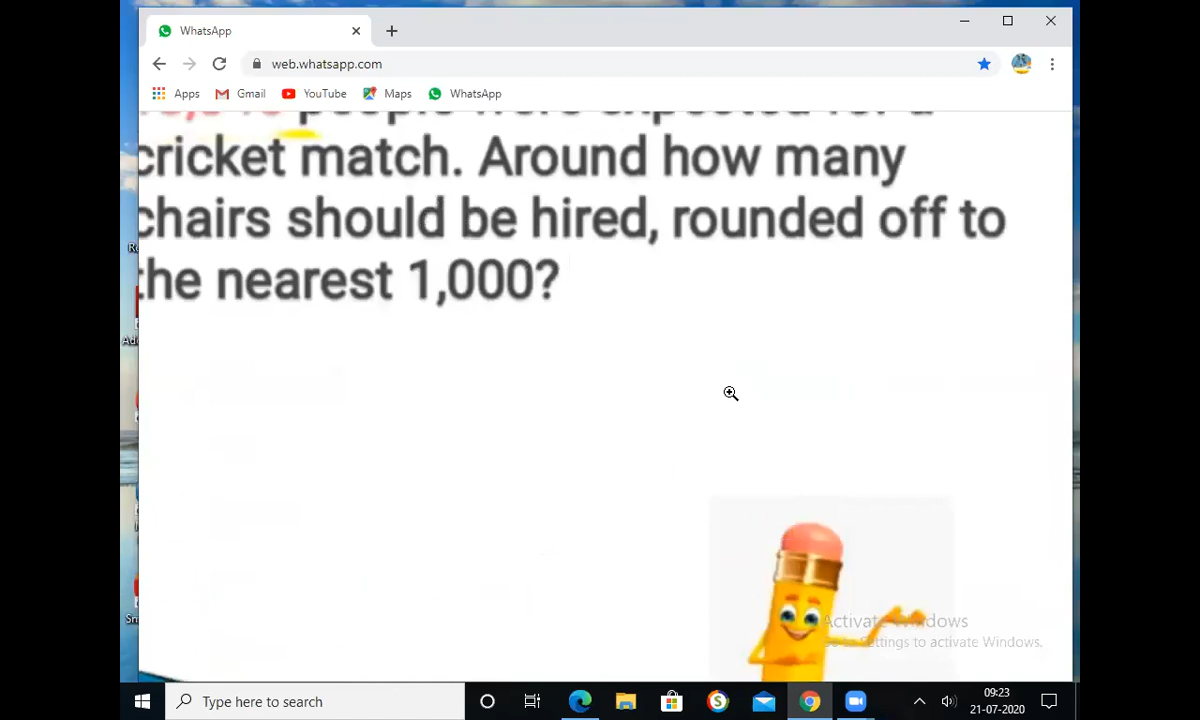 WhatsApp
web.whatsapp.com
Apps Gmail YouTube Maps WhatsApp
people were expected for a
cricket match. Around how many
chairs should be hired, rounded off to
the nearest 1,000?
Activate Windows
Go to Settings to activate Windows.
Type here to search
09:23
21-07-2020